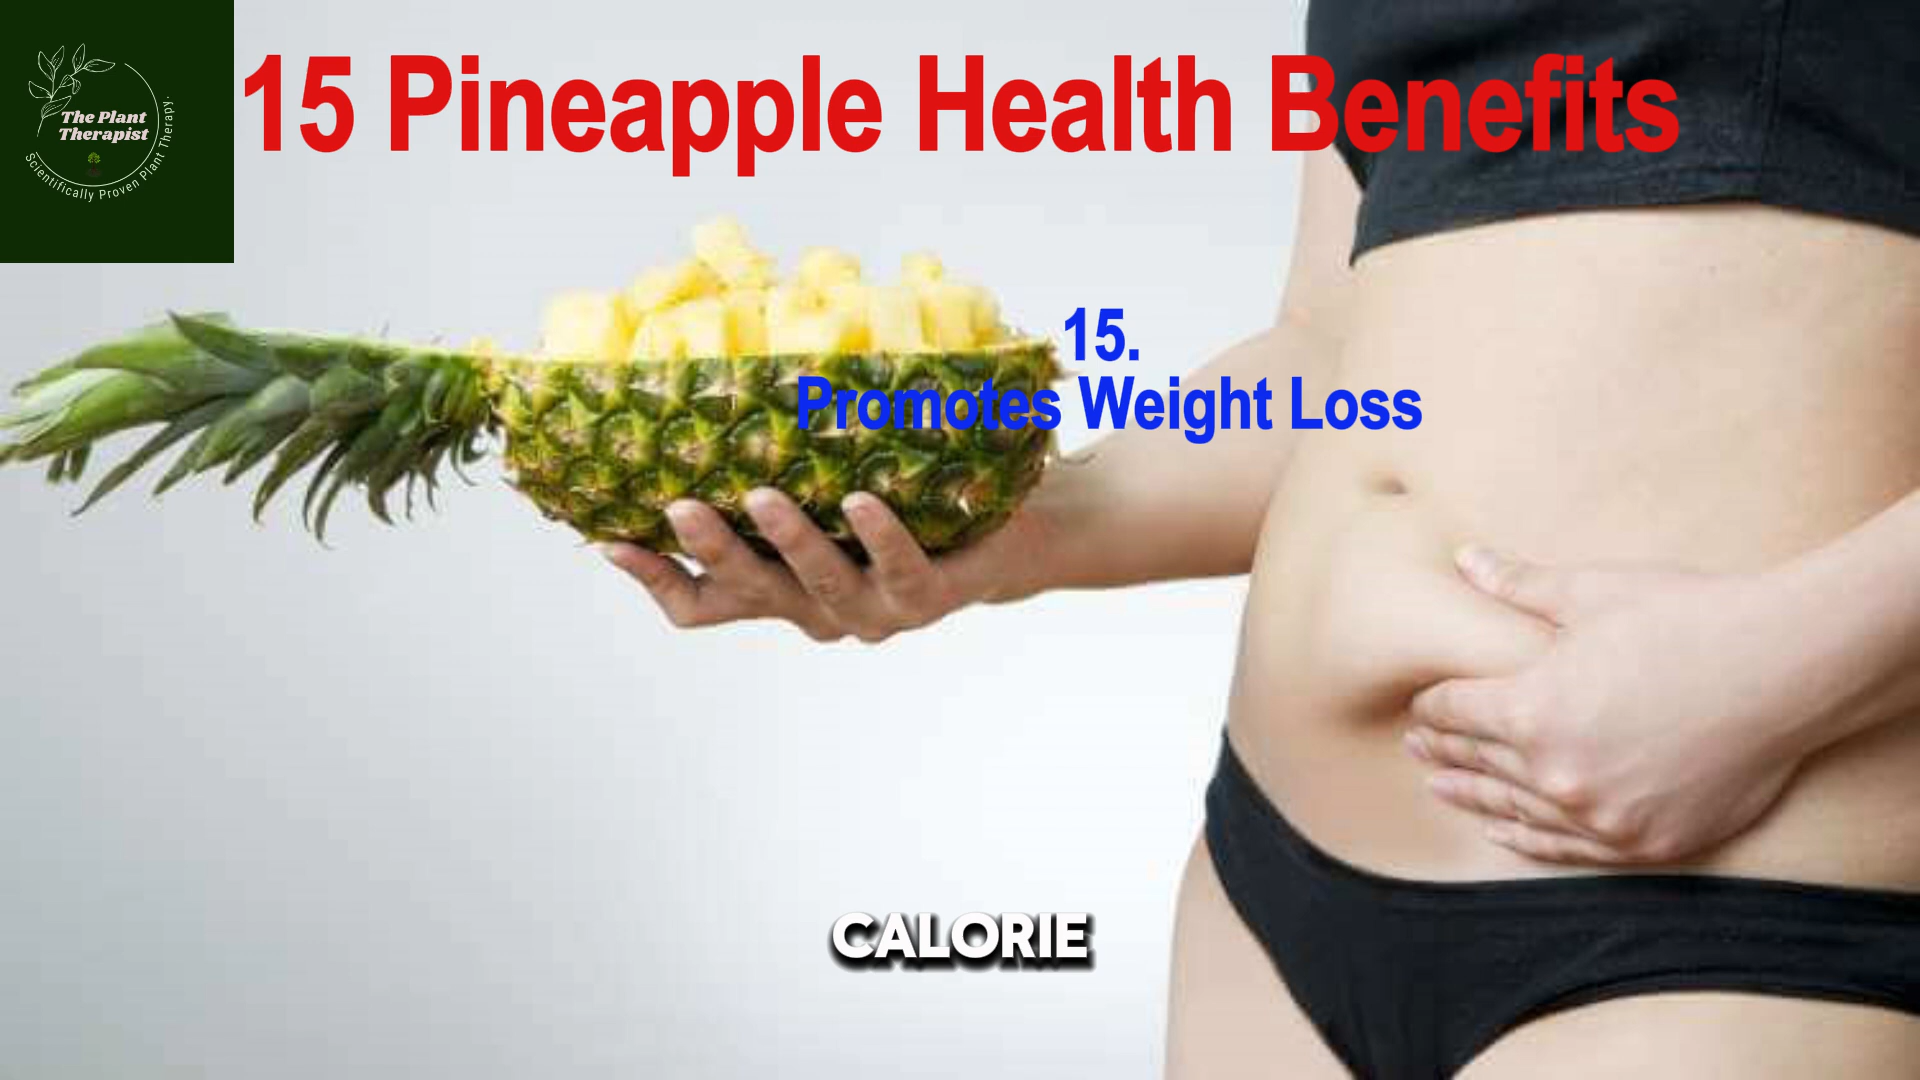 15 Pineapple Health Benefits
The Plant
Therapist
Scientifically Proven Plant Therapy.
15.
Promotes Weight Loss
CALORIE